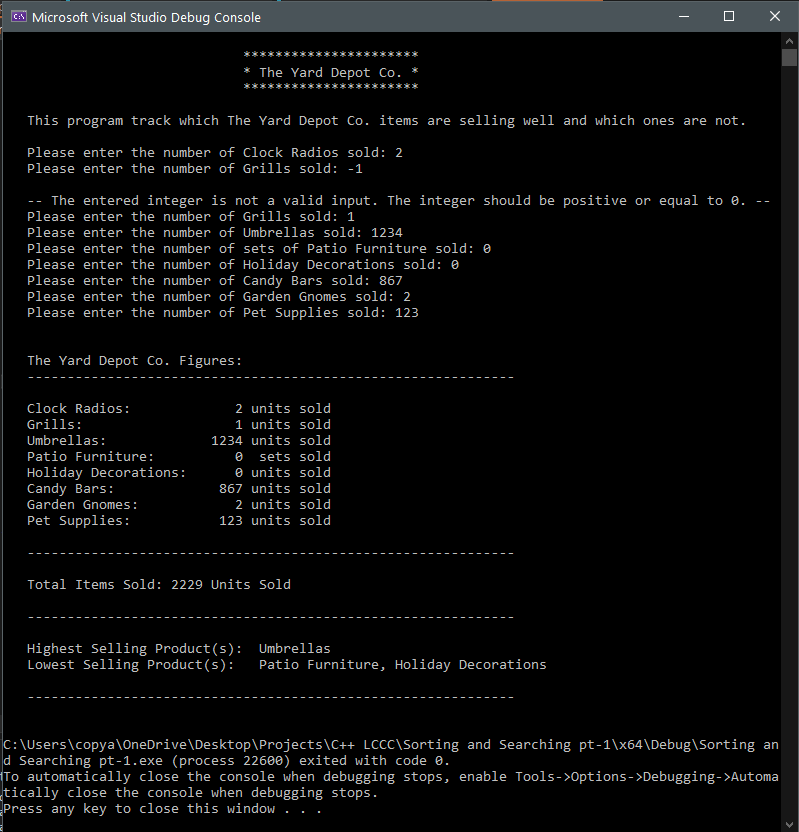 Microsoft Visual Studio Debug Console
***********************
* The Yard Depot Co. *
***********************
This program track which The Yard Depot Co. items are selling well and which ones are not.
Please enter the number of Clock Radios sold: 2
Please enter the number of Grills sold: -1
-- The entered integer is not a valid input. The integer should be positive or equal to 0. --
Please enter the number of Grills sold: 1
Please enter the number of Umbrellas sold: 1234
Please enter the number of sets of Patio Furniture sold: 0
Please enter the number of Holiday Decorations sold: 0
Please enter the number of Candy Bars sold: 867
Please enter the number of Garden Gnomes sold: 2
Please enter the number of Pet Supplies sold: 123
The Yard Depot Co. Figures:
-------------------------------------------------------------
Clock Radios: 2 units sold
Grills: 1 units sold
Umbrellas: 1234 units sold
Patio Furniture: 0 sets sold
Holiday Decorations: 0 units sold
Candy Bars: 867 units sold
Garden Gnomes: 2 units sold
Pet Supplies: 123 units sold
-------------------------------------------------------------
Total Items Sold: 2229 Units Sold
-------------------------------------------------------------
Highest Selling Product(s): Umbrellas
Lowest Selling Product(s): Patio Furniture, Holiday Decorations
-------------------------------------------------------------
C:\Users\copya\OneDrive\Desktop\Projects\C++ LCCC\Sorting and Searching pt-1\x64\Debug\Sorting an
d Searching pt-1.exe (process 22600) exited with code 0.
To automatically close the console when debugging stops, enable Tools->Options->Debugging->Automa
tically close the console when debugging stops.
Press any key to close this window . . .